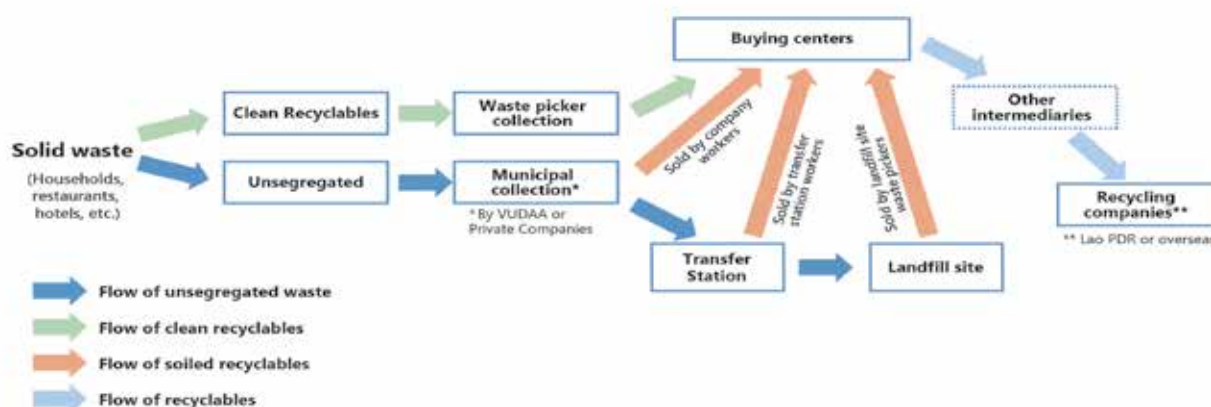 Buying centers
Other
intermediaries
Clean Recyclables
Waste picker
collection
Sold by company
workers
Sold by transfer
station workers
Sold by landfill site
waste pickers
Solid waste
(Households,
restaurants,
hotels, etc.)
Unsegregated
Municipal
collection*
*By VUDAA or
Private Companies
Recycling
companies**
** Lao PDR or overseas
Transfer
Station
Landfill site
Flow of unsegregated waste
Flow of clean recyclables
Flow of soiled recyclables
Flow of recyclables